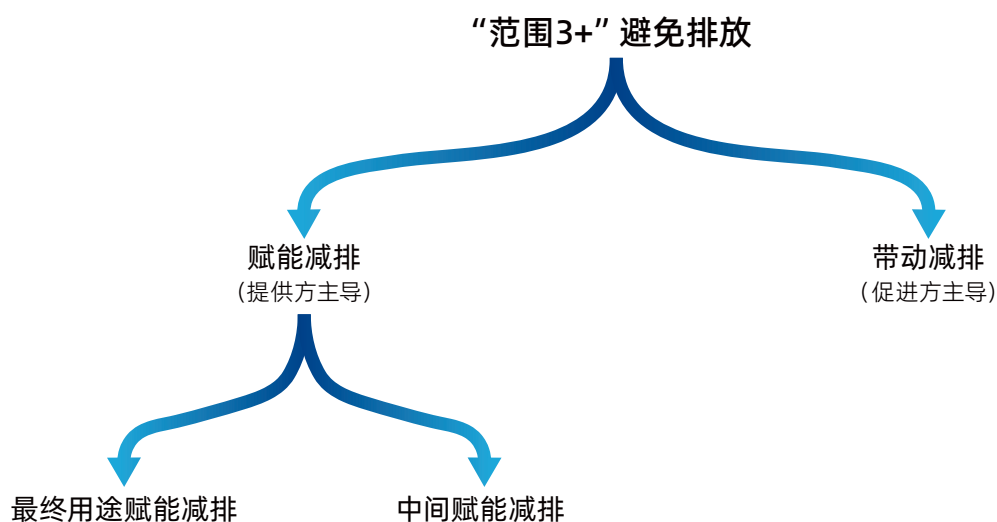 “范围3+”避免排放
赋能减排
（提供方主导）
带动减排
（促进方主导）
最终用途赋能减排
中间赋能减排